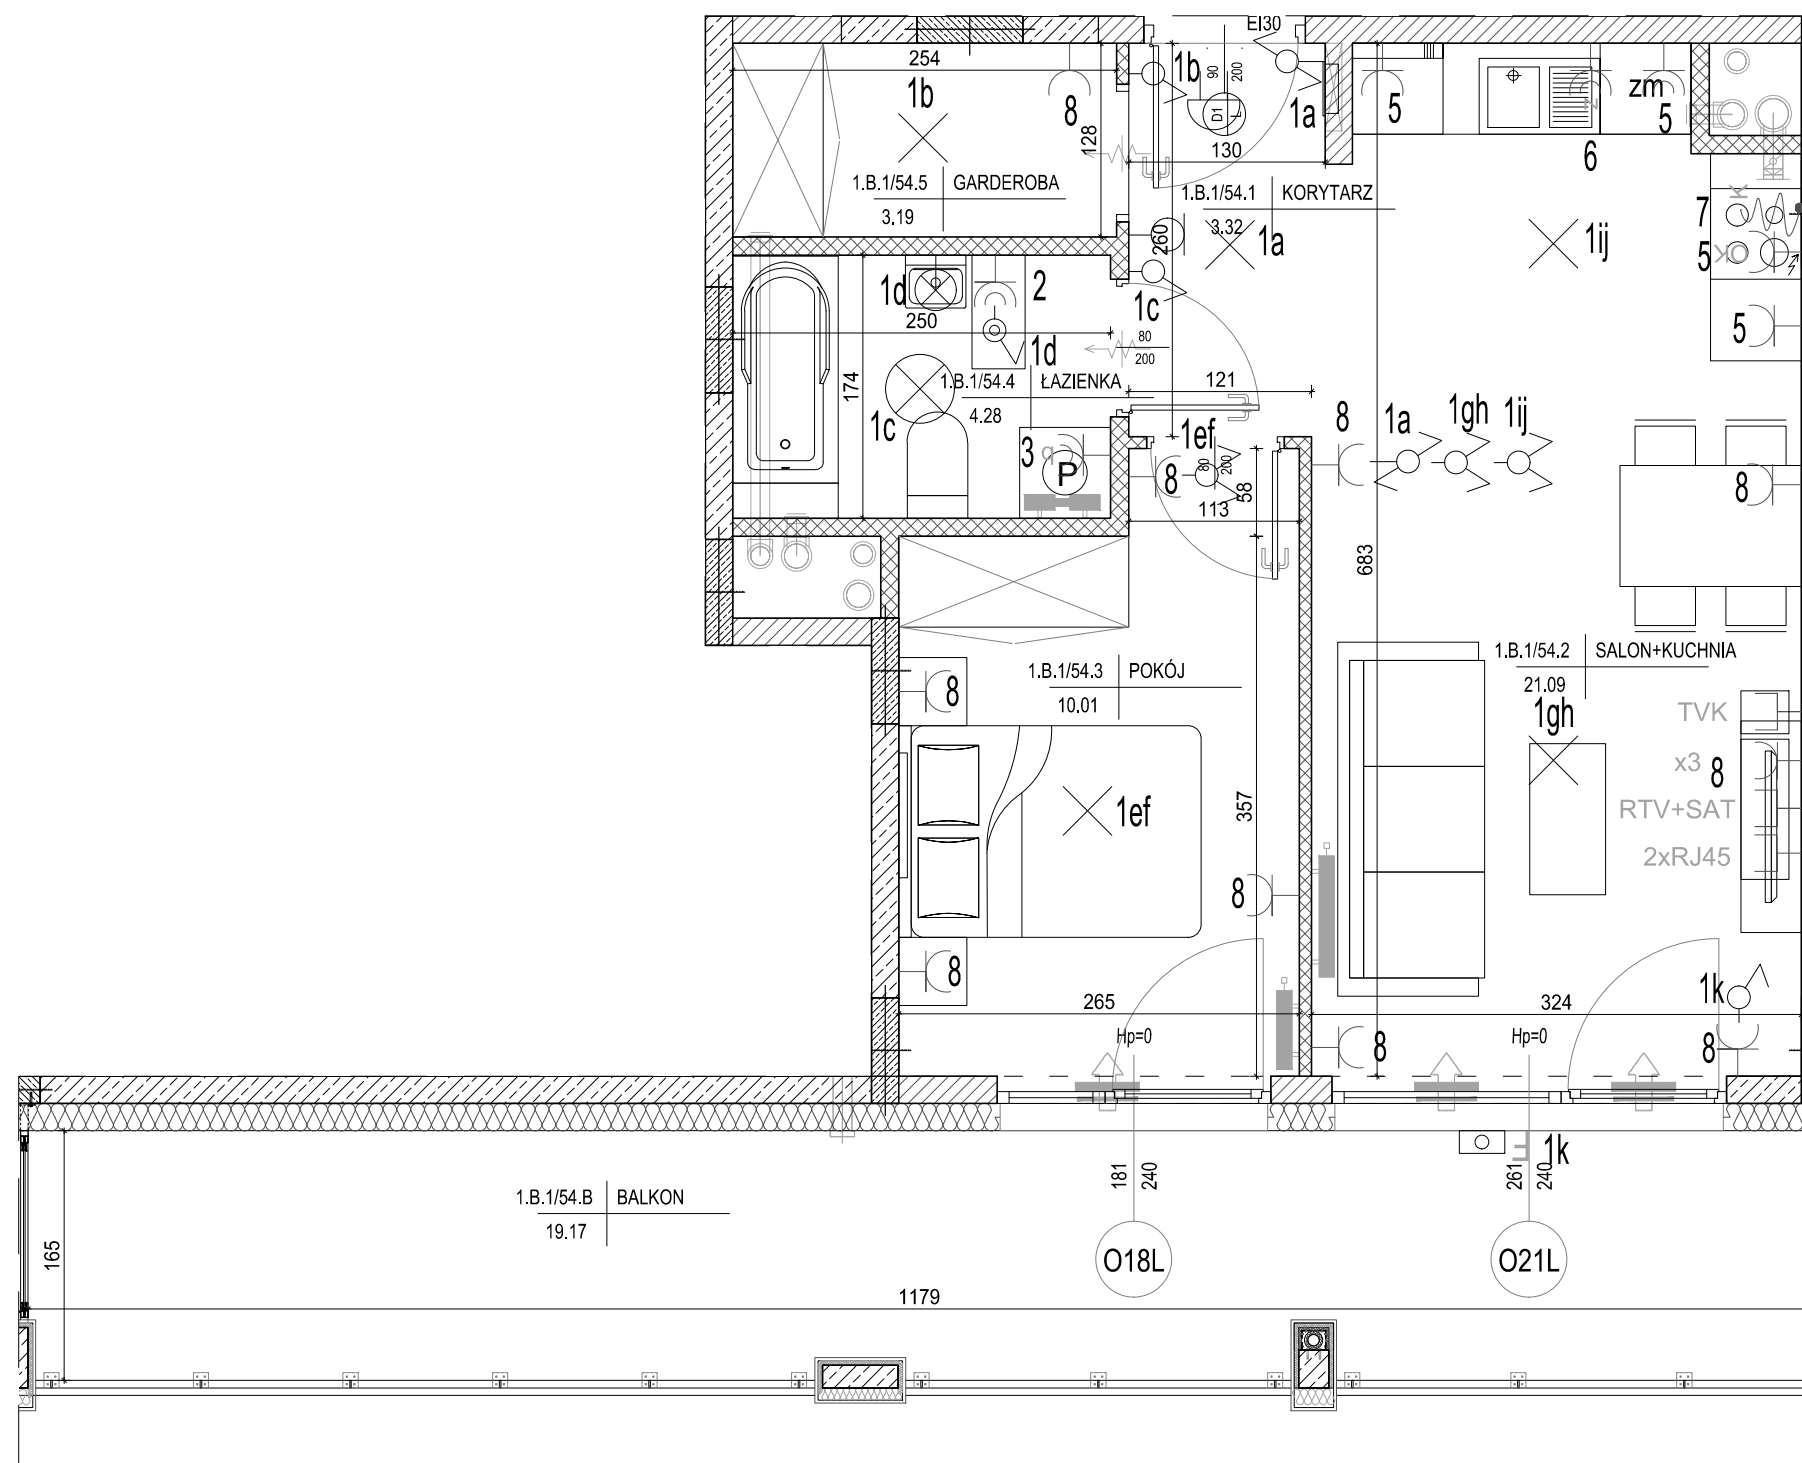 EI30
254
1b
8
128
1b
90
200
D1
L
1a
130
5
zm
5
6
1.B.1/54.5
GARDEROBA
3.19
1.B.1/54.1
KORYTARZ
3.32
260
1a
1ij
K
7
5
OK
5
1d
2
250
1d
1c
80
200
174
1.B.1/54.4
ŁAZIENKA
4.28
1c
121
3
P
1ef
80
200
8
58
113
8
1a
1gh
1ij
8
683
1.B.1/54.3
POKÓJ
10.01
8
1ef
8
357
8
1.B.1/54.2
SALON+KUCHNIA
21.09
1gh
TVK
x3
8
RTV+SAT
2xRJ45
265
Hp=0
8
324
Hp=0
1k
8
181
240
261
240
1k
1.B.1/54.B
BALKON
19.17
165
O18L
O21L
1179